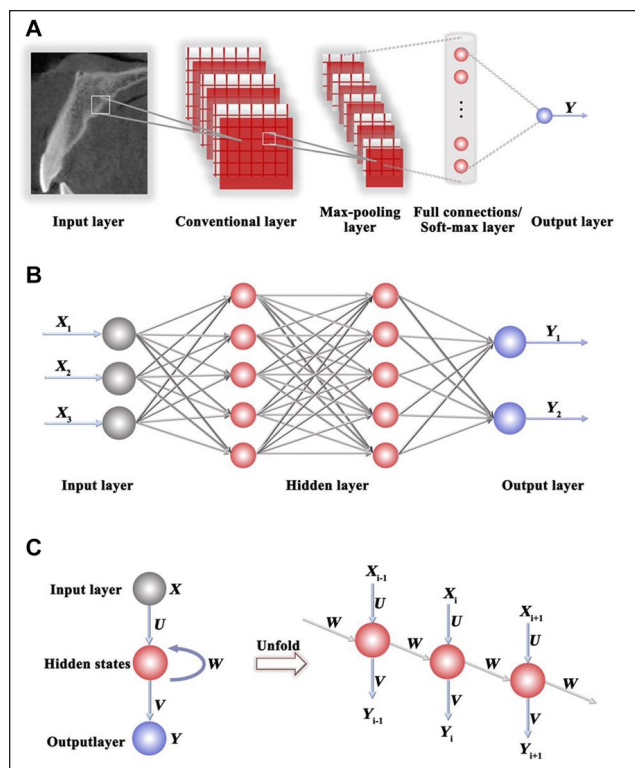 A
Y
Input layer
Conventional layer
Max-pooling
layer
Full connections/
Soft-max layer
Output layer
B
X1
X2
X3
Y1
Y2
Input layer
Hidden layer
Output layer
C
Input layer
X
U
Hidden states
W
V
Outputlayer
Y
Unfold
Xi-1
Xi
Xi+1
U
U
U
W
W
W
W
V
V
V
Yi-1
Yi
Yi+1